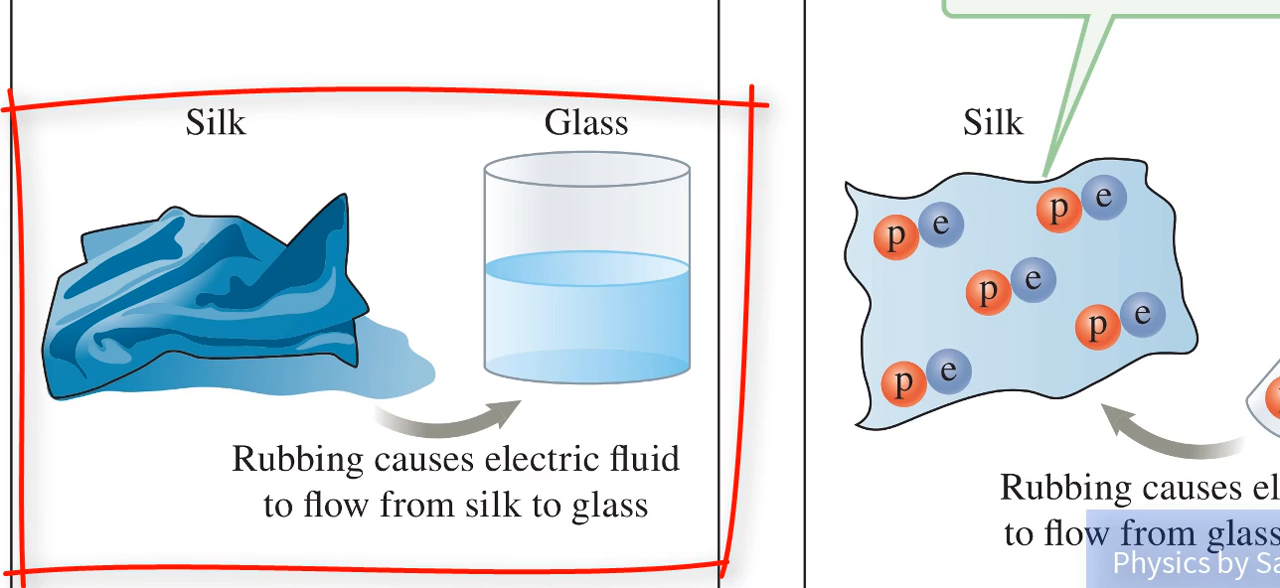 Silk
Glass
Rubbing causes electric fluid
to flow from silk to glass
Silk
p e
p e
p e
p e
p e
Rubbing causes el
to flow from glass
Physics by Sa